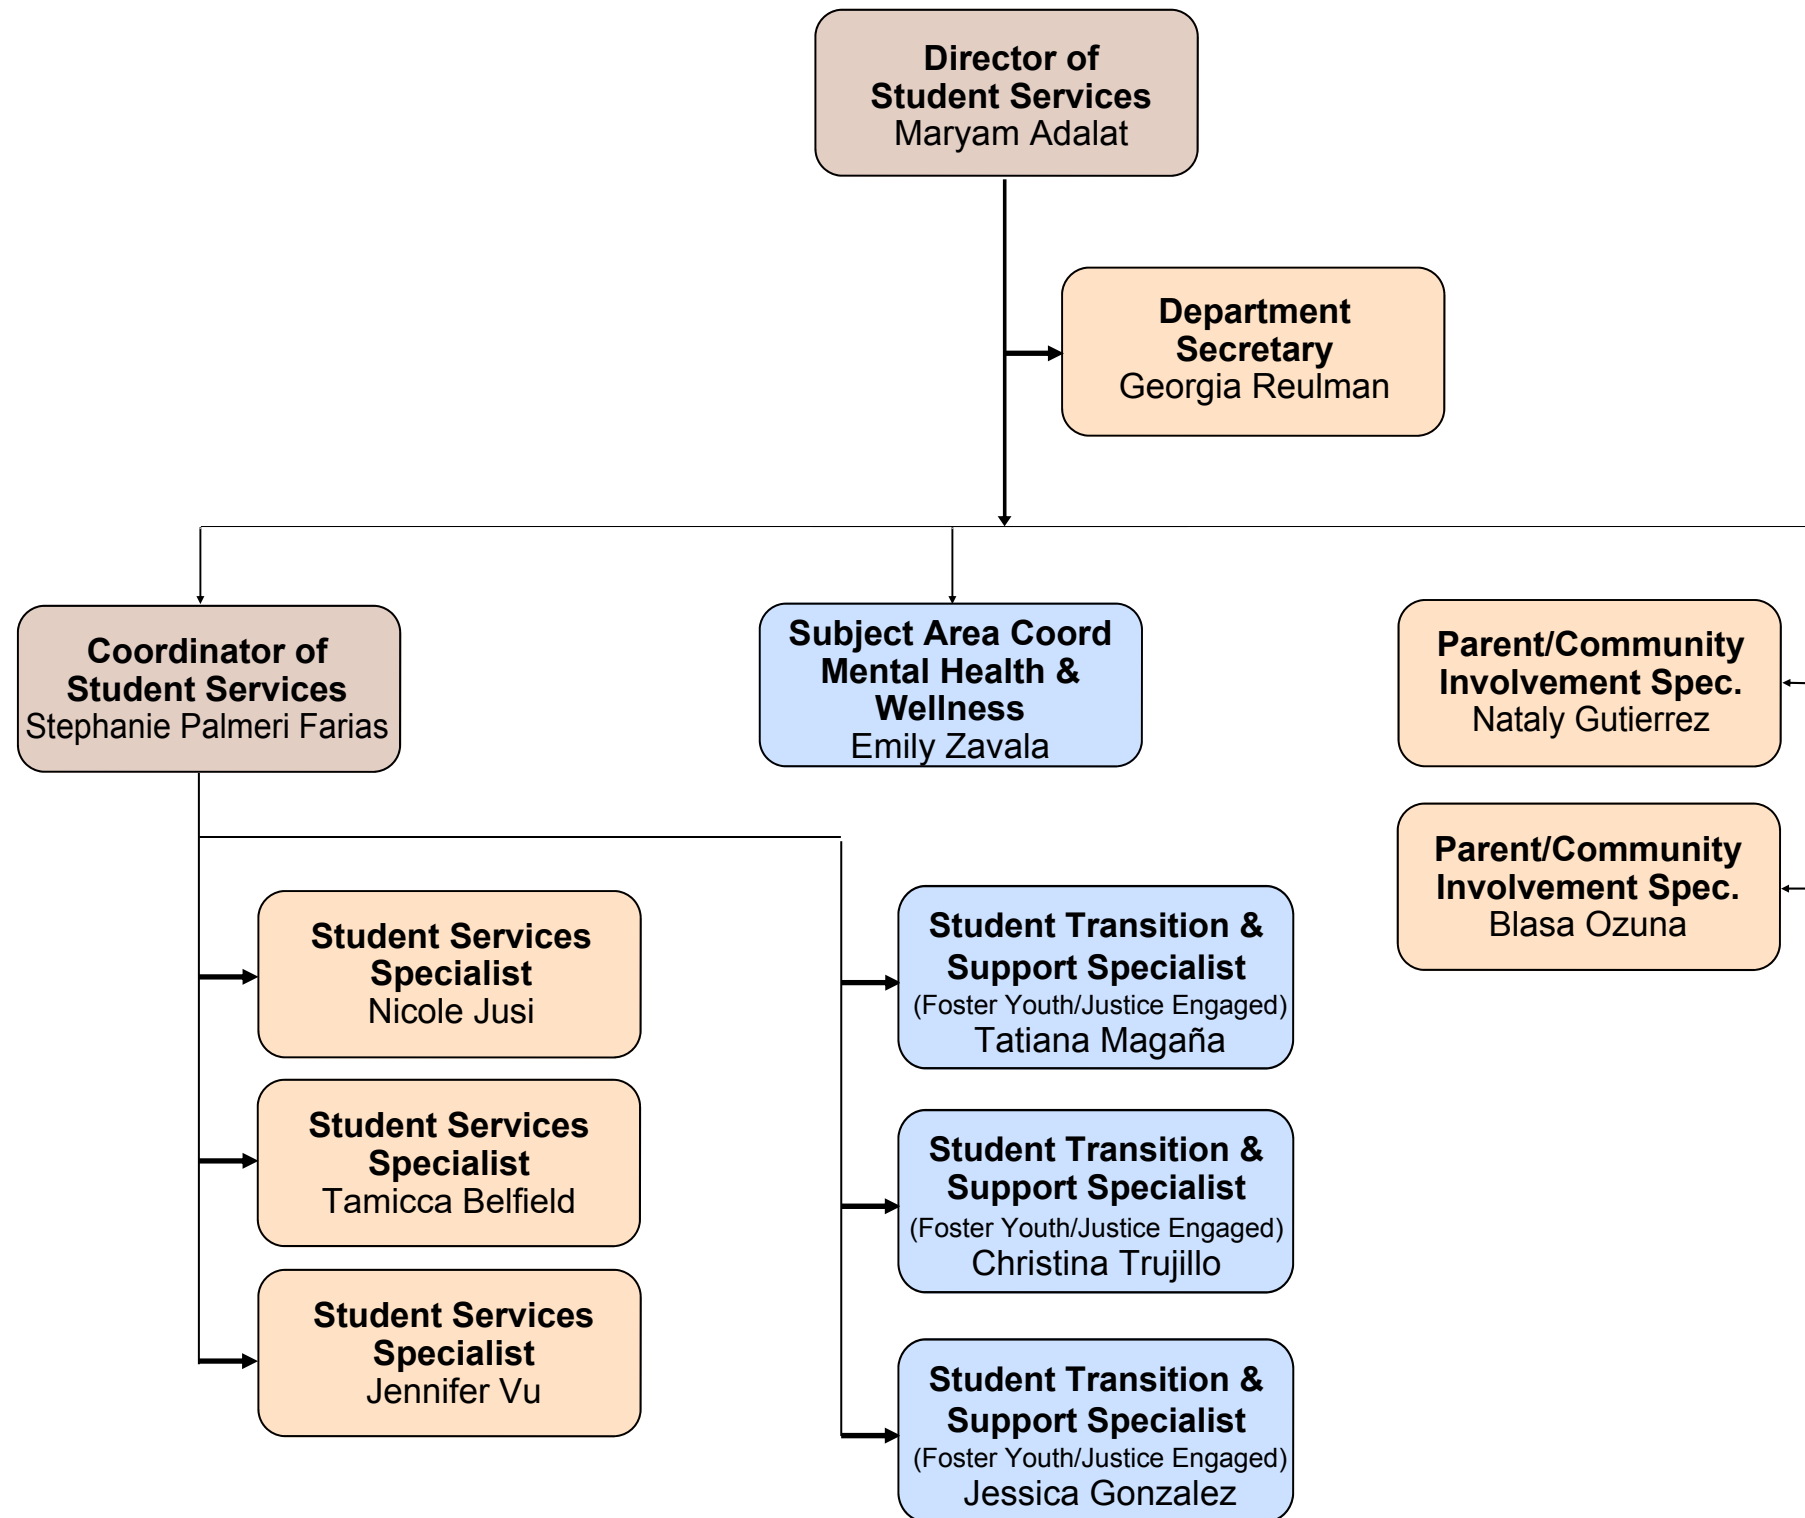 Director of
Student Services
Maryam Adalat
Department
Secretary
Georgia Reulman
Coordinator of
Student Services
Stephanie Palmeri Farias
Subject Area Coord
Mental Health &
Wellness
Emily Zavala
Parent/Community
Involvement Spec.
Nataly Gutierrez
Parent/Community
Involvement Spec.
Blasa Ozuna
Student Services
Specialist
Nicole Jusi
Student Services
Specialist
Tamicca Belfield
Student Services
Specialist
Jennifer Vu
Student Transition &
Support Specialist
(Foster Youth/Justice Engaged)
Tatiana Magaña
Student Transition &
Support Specialist
(Foster Youth/Justice Engaged)
Christina Trujillo
Student Transition &
Support Specialist
(Foster Youth/Justice Engaged)
Jessica Gonzalez